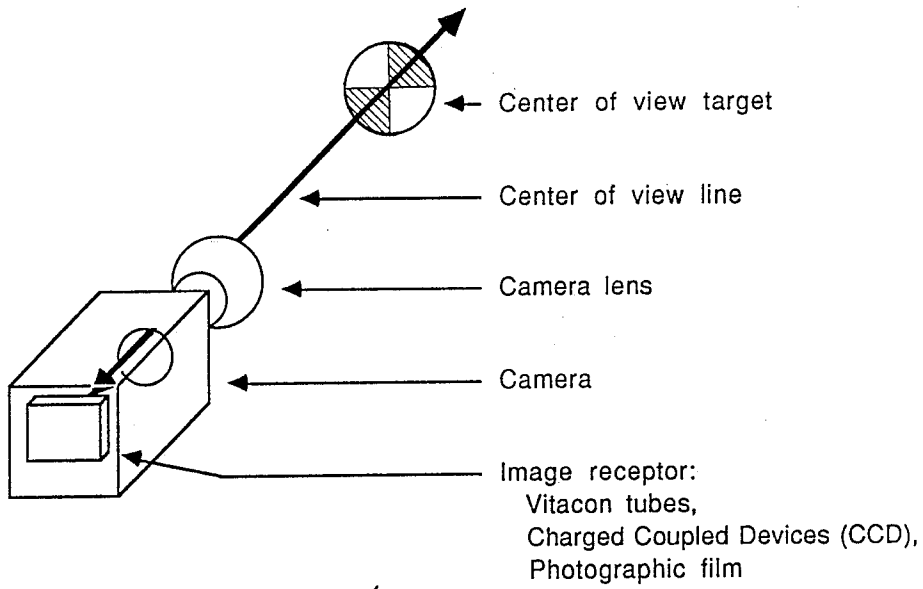 Center of view target
Center of view line
Camera lens
Camera
Image receptor:
Vitacon tubes,
Charged Coupled Devices (CCD),
Photographic film